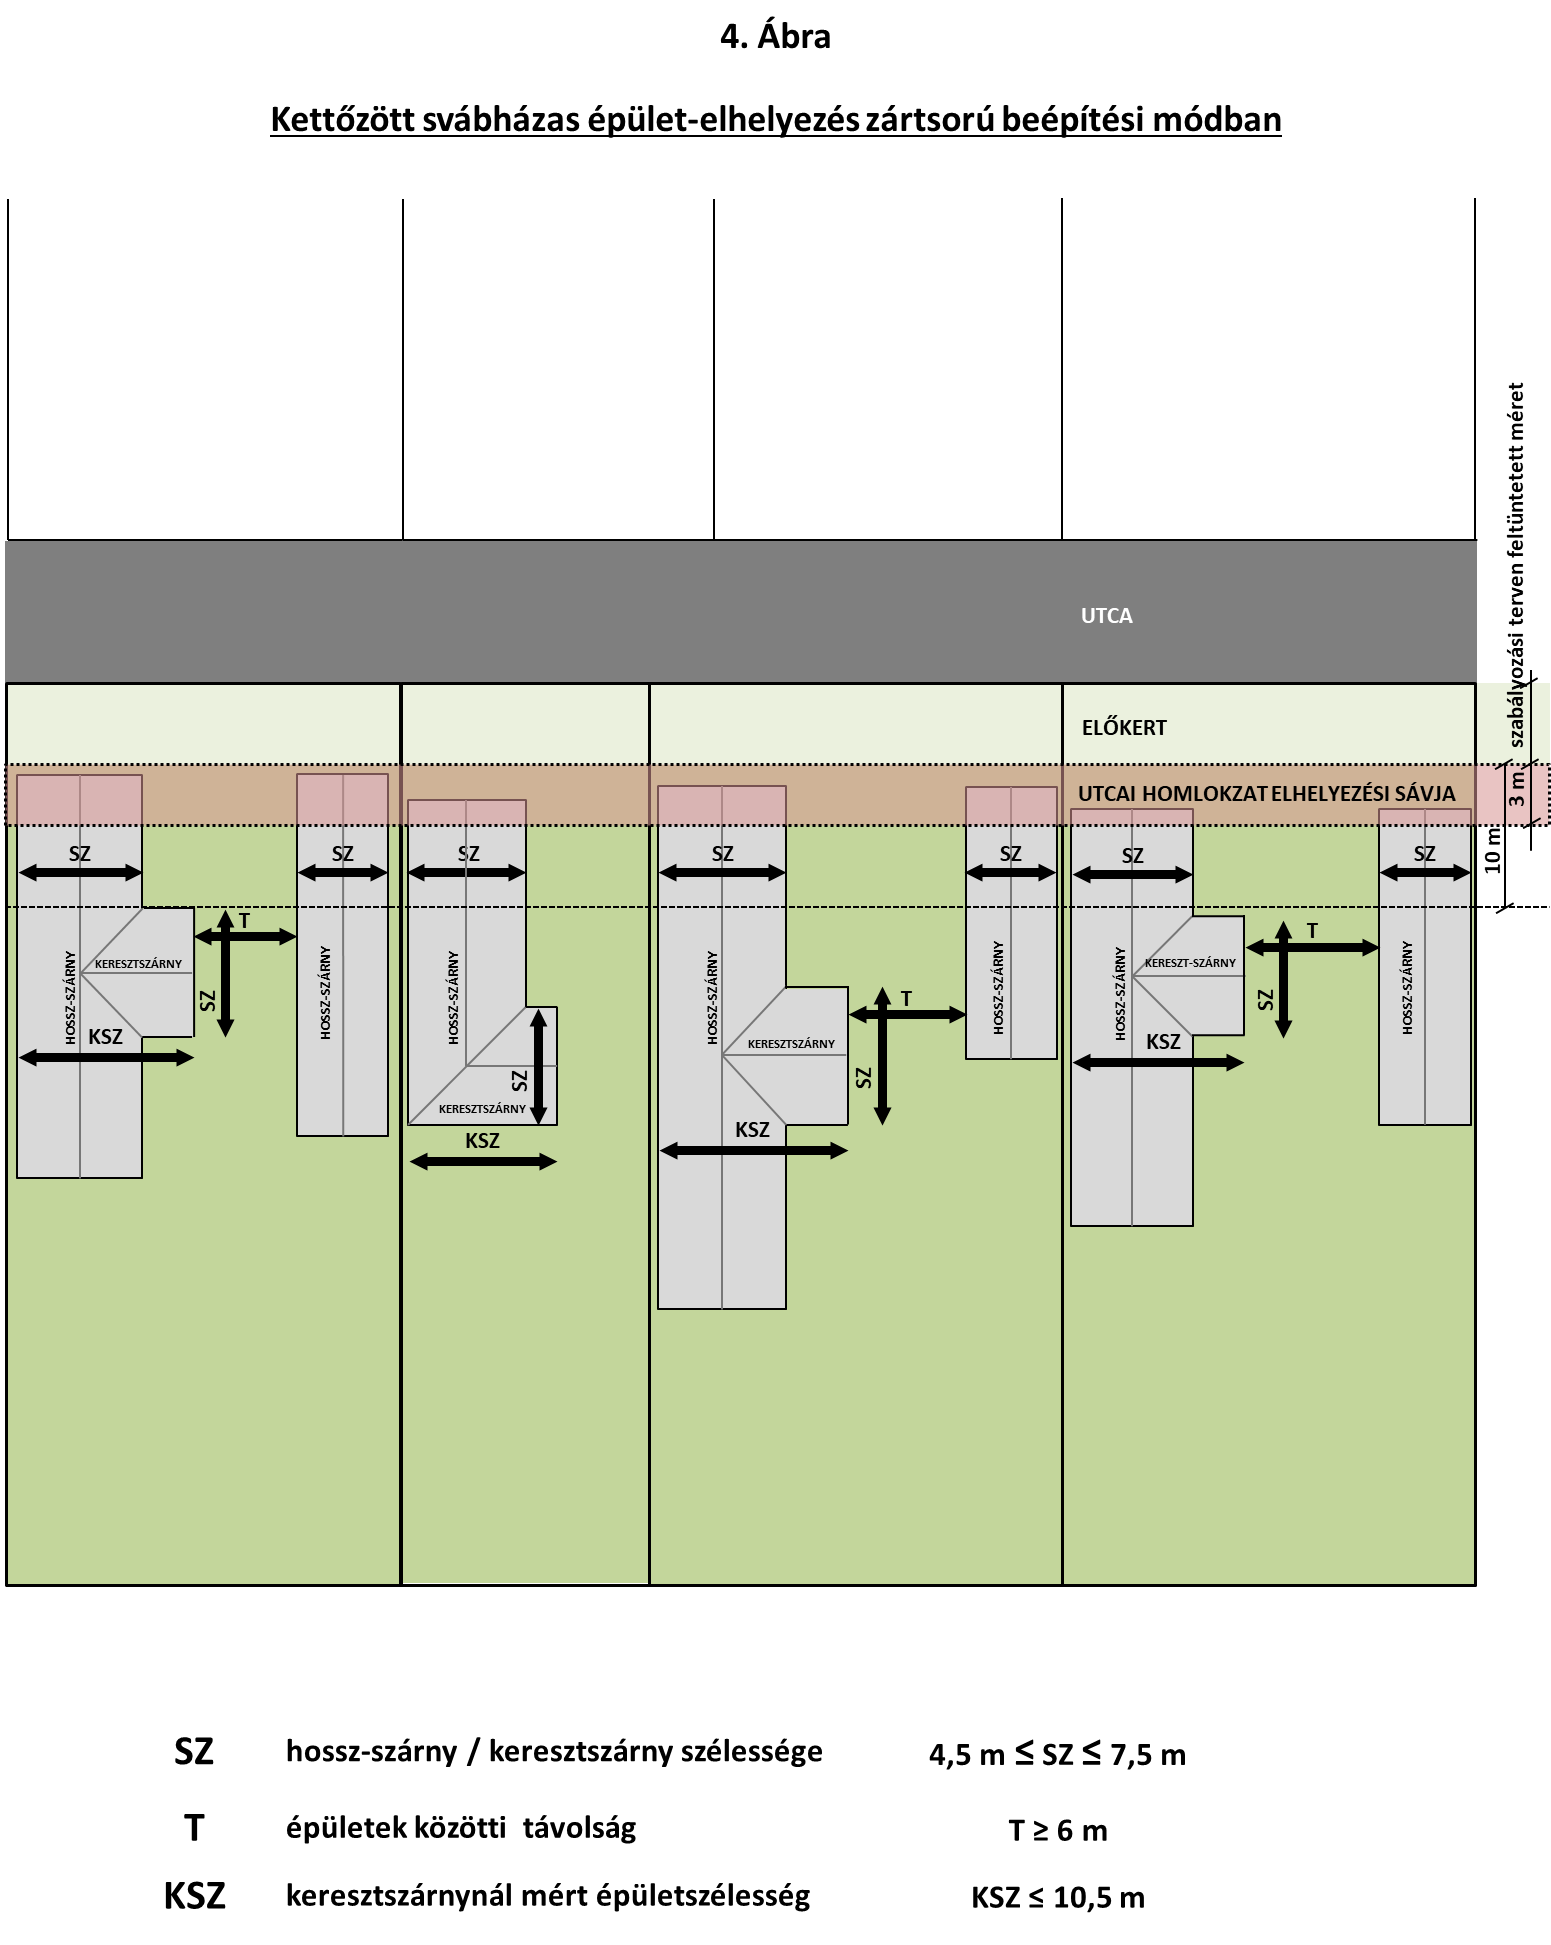 4. Ábra
Kettőzött svábházas épület-elhelyezés zártsorú beépítési módban
szabályozási terven feltüntetett méret
UTCA
ELŐKERT
UTCAI HOMLOKZAT ELHELYEZÉSI SÁVJA
3 m
10 m
SZ
SZ
SZ
SZ
SZ
SZ
SZ
HOSSZ-SZÁRNY
KERESZTSZÁRNY
SZ
T
KSZ
HOSSZ-SZÁRNY
HOSSZ-SZÁRNY
KERESZTSZÁRNY
SZ
KSZ
HOSSZ-SZÁRNY
KERESZTSZÁRNY
SZ
T
KSZ
HOSSZ-SZÁRNY
HOSSZ-SZÁRNY
KERESZT-SZÁRNY
SZ
T
KSZ
HOSSZ-SZÁRNY
SZ hossz-szárny / keresztszárny szélessége 4,5 m ≤ SZ ≤ 7,5 m
T épületek közötti távolság T ≥ 6 m
KSZ keresztszárnynál mért épületszélesség KSZ ≤ 10,5 m